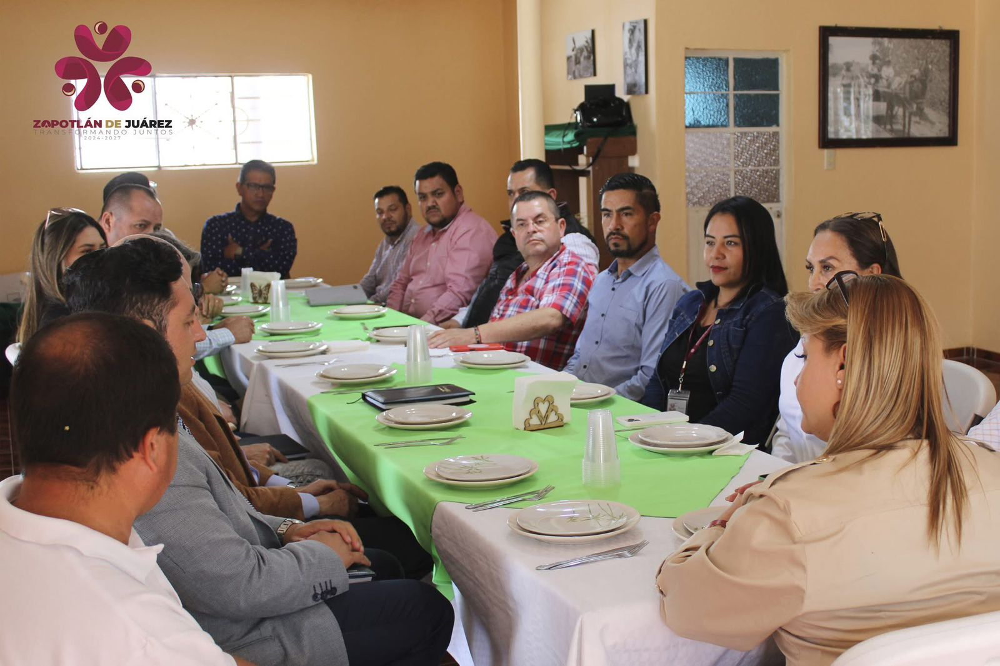 ZAPOTLÁN DE JUÁREZ
TRANSFORMANDO JUNTOS
2024-2027